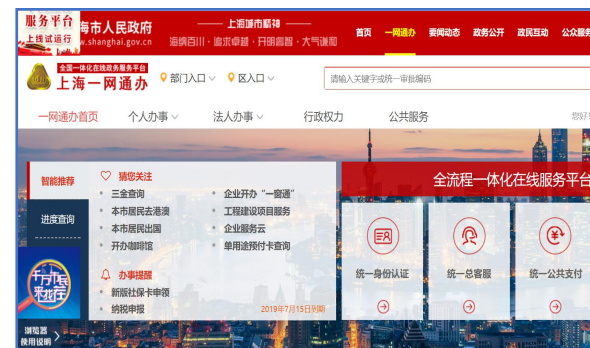 服务平台
上线试运行
海市人民政府
www.shanghai.gov.cn
上海城市精神
海纳百川·追求卓越·开明睿智·大气谦和
首页 一网通办 要闻动态 政务公开 政民互动 公众服务
全国一体化在线政务服务平台
上海一网通办
部门入口
区入口
请输入关键字或统一审批编码
一网通办首页 个人办事 法人办事 行政权力 公共服务 您好
智能推荐
进度查询
猜您关注
三金查询
企业开办“一窗通”
本市居民去港澳
工程建设项目服务
本市居民出国
企业服务云
开办咖啡馆
单用途预付卡查询
办事提醒
新版社保卡申领
纳税申报 2019年7月15日到期
全流程一体化在线服务平台
统一身份认证
统一总客服
统一公共支付
浏览器
使用说明